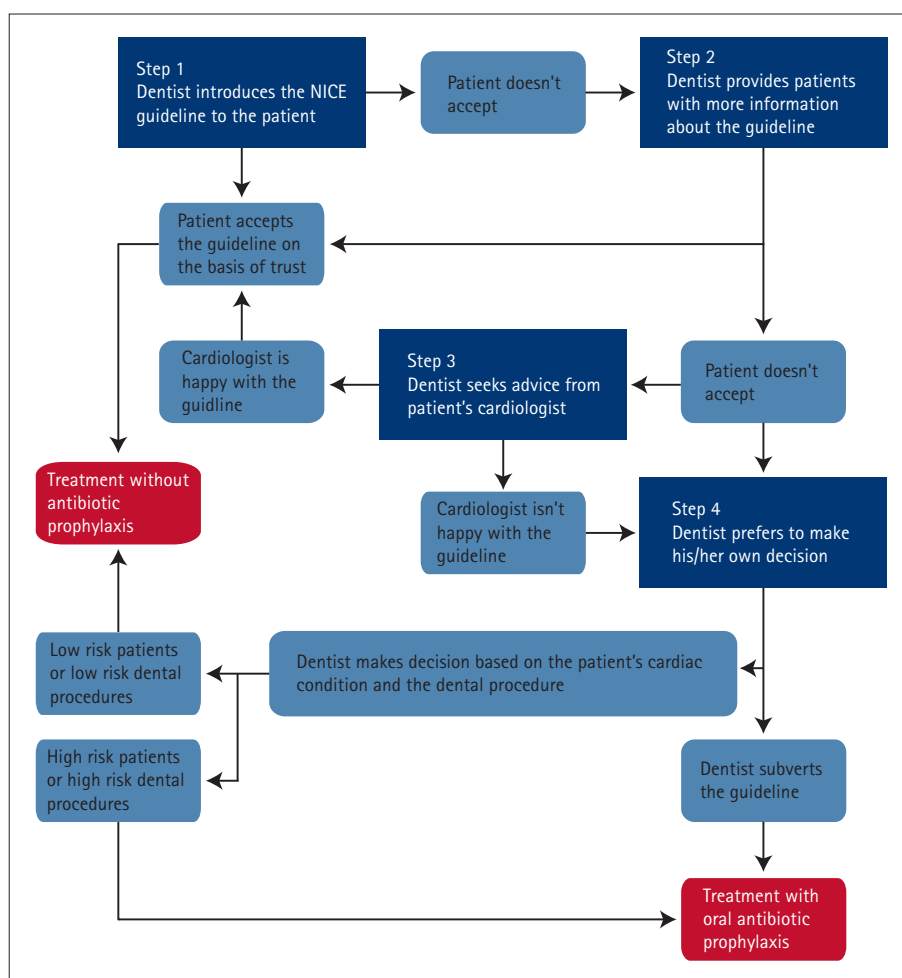 Step 1
Dentist introduces the NICE
guideline to the patient
Patient doesn't
accept
Step 2
Dentist provides patients
with more information
about the guideline
Patient accepts
the guideline on
the basis of trust
Cardiologist is
happy with the
guidline
Step 3
Dentist seeks advice from
patient's cardiologist
Patient doesn't
accept
Treatment without
antibiotic
prophylaxis
Cardiologist isn't
happy with the
guideline
Step 4
Dentist prefers to make
his/her own decision
Low risk patients
or low risk dental
procedures
Dentist makes decision based on the patient's cardiac
condition and the dental procedure
High risk patients
or high risk dental
procedures
Dentist subverts
the guideline
Treatment with
oral antibiotic
prophylaxis